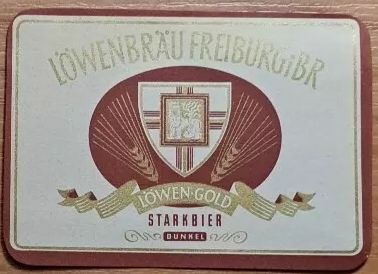 LÖWENBRÄU FREIBURG i BR
LÖWEN-GOLD
STARKBIER
DUNKEL